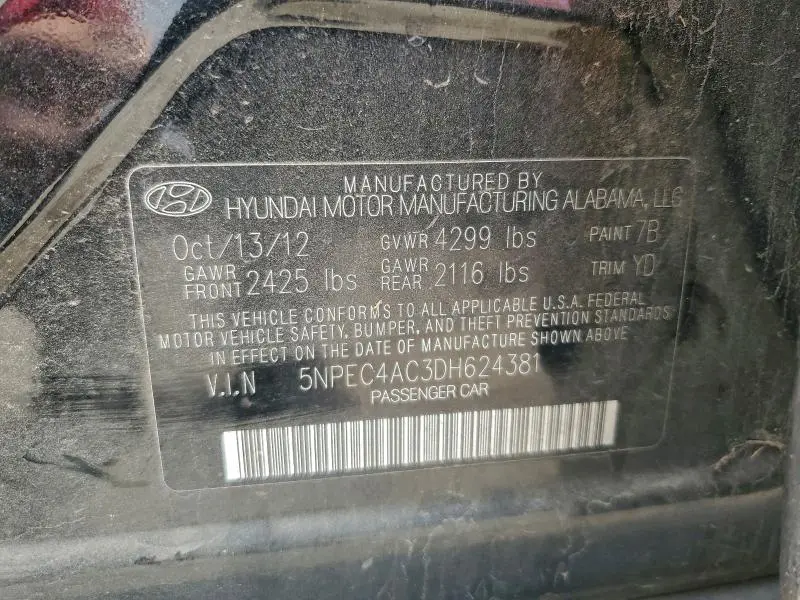 MANUFACTURED BY
HYUNDAI MOTOR MANUFACTURING ALABAMA, LLC
Oct/13/12 GVWR 4299 lbs PAINT 7B
GAWR FRONT 2425 lbs GAWR REAR 2116 lbs TRIM YD
THIS VEHICLE CONFORMS TO ALL APPLICABLE U.S.A. FEDERAL
MOTOR VEHICLE SAFETY, BUMPER, AND THEFT PREVENTION STANDARDS
IN EFFECT ON THE DATE OF MANUFACTURE SHOWN ABOVE
V.I.N 5NPEC4AC3DH624381
PASSENGER CAR